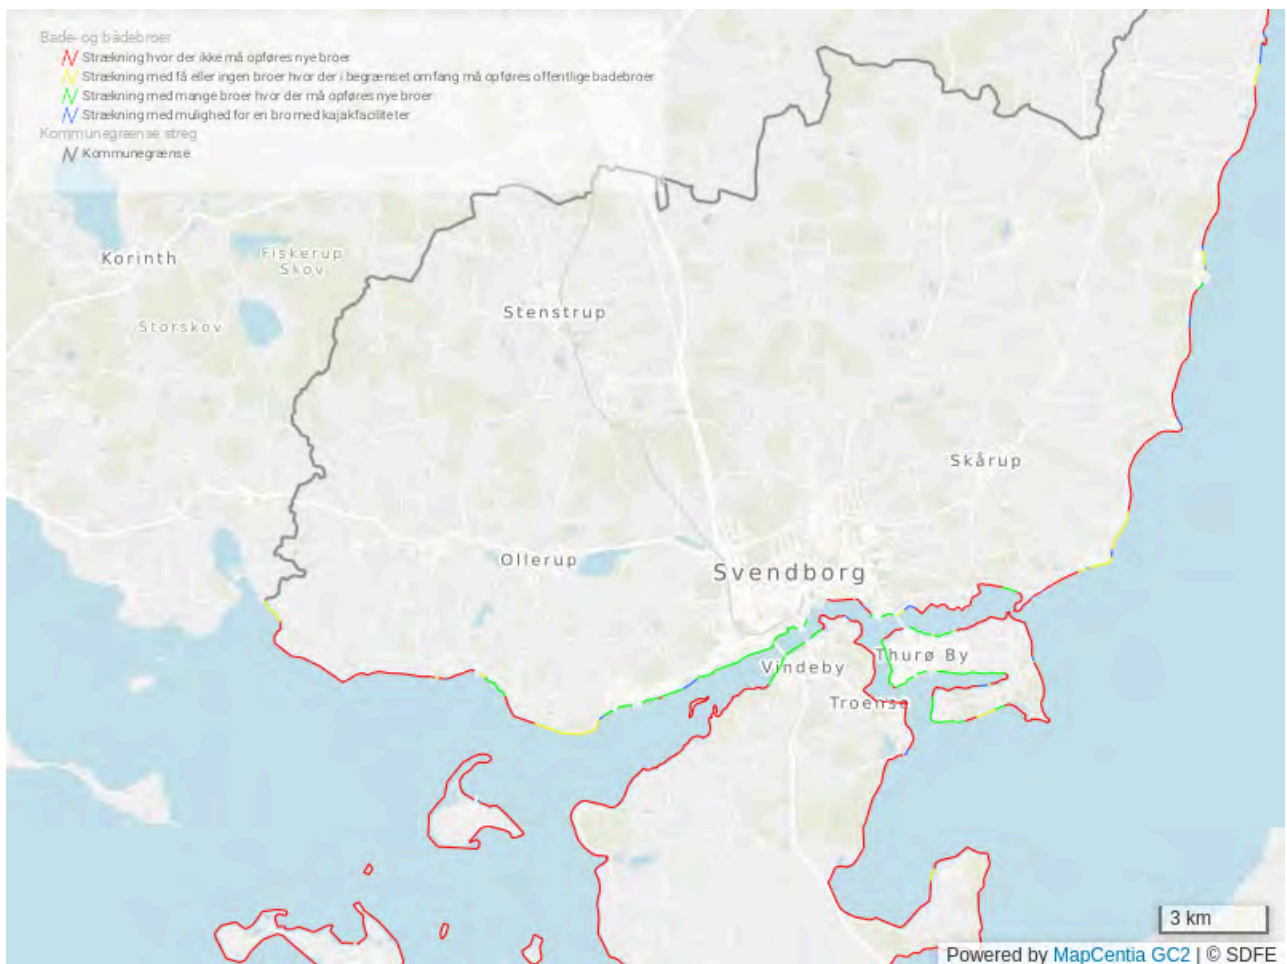 Bade- og bådebroer
Strækning hvor der ikke må opføres nye broer
Strækning med få eller ingen broer hvor der i begrænset omfang må opføres offentlige badebroer
Strækning med mange broer hvor der må opføres nye broer
Strækning med mulighed for en bro med kajakfaciliteter
Kommunegrænse streg
Kommunegrænse
Korinth
Fiskerup
Skov
Storskov
Stenstrup
Skårup
Ollerup
Svendborg
Vindeby
Thurø By
Troense
3 km
Powered by MapCentia GC2 | © SDFE